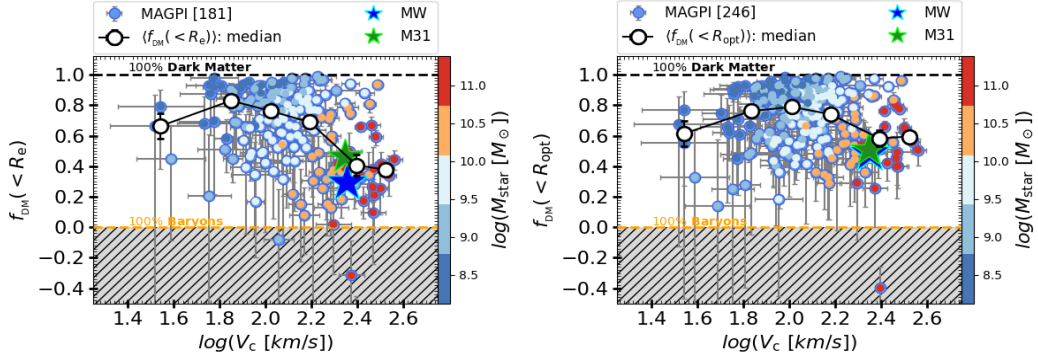 MAGPI [181] MW
⟨f_DM(< R_e)⟩: median M31
100% Dark Matter
100% Baryons
1.0
0.8
0.6
0.4
0.2
0.0
−0.2
−0.4
f_DM(< R_e)
1.4 1.6 1.8 2.0 2.2 2.4 2.6
log(V_c [km/s])
11.0
10.5
10.0
9.5
9.0
8.5
log(M_star [M_⊙])
MAGPI [246] MW
⟨f_DM(< R_opt)⟩: median M31
100% Dark Matter
100% Baryons
1.0
0.8
0.6
0.4
0.2
0.0
−0.2
−0.4
f_DM(< R_opt)
1.4 1.6 1.8 2.0 2.2 2.4 2.6
log(V_c [km/s])
11.0
10.5
10.0
9.5
9.0
8.5
log(M_star [M_⊙])